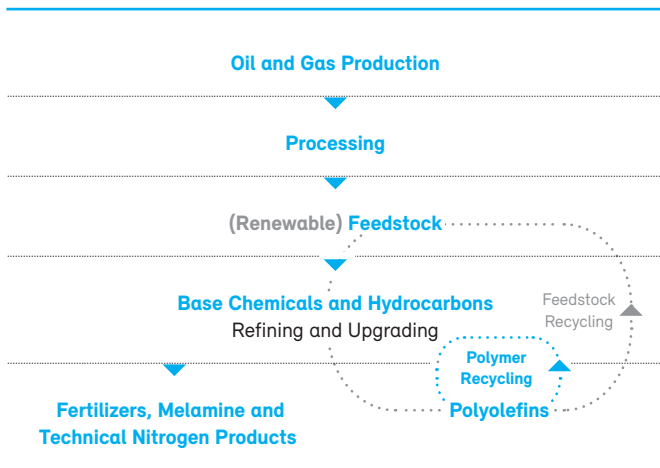 Oil and Gas Production
Processing
(Renewable) Feedstock
Base Chemicals and Hydrocarbons
Refining and Upgrading
Feedstock
Recycling
Polymer
Recycling
Fertilizers, Melamine and
Technical Nitrogen Products
Polyolefins